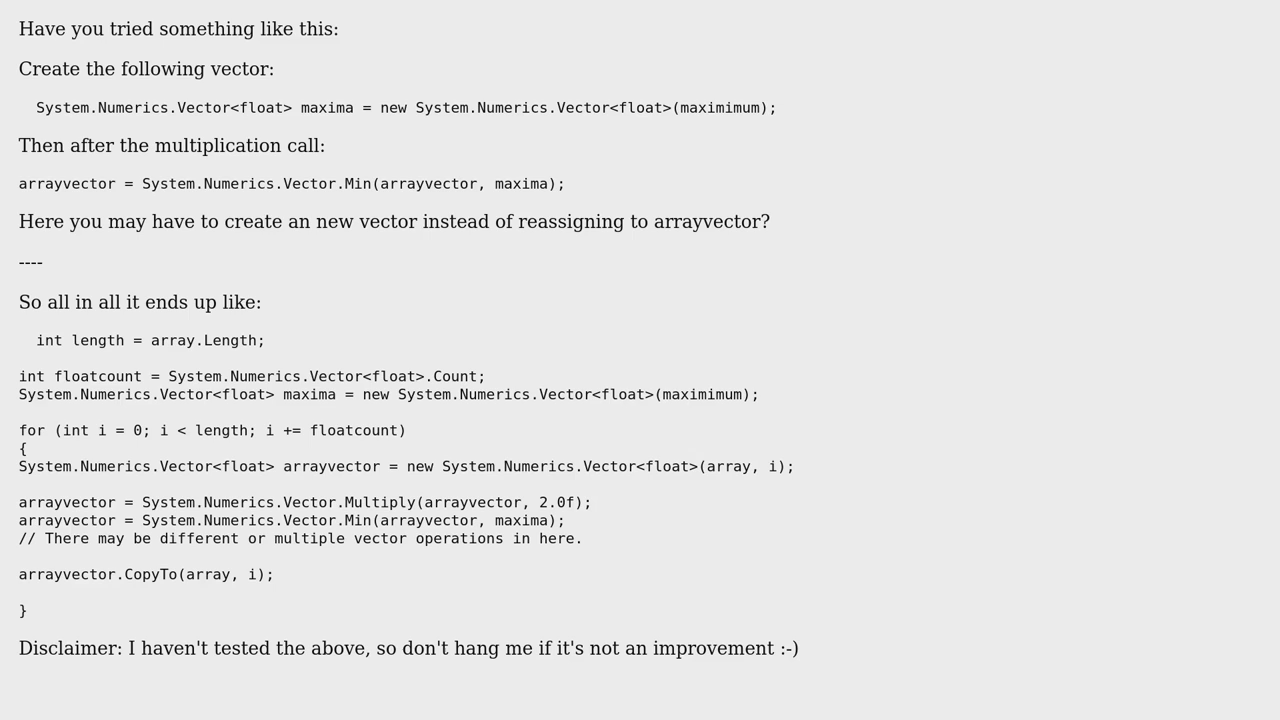 Have you tried something like this:
Create the following vector:
System.Numerics.Vector<float> maxima = new System.Numerics.Vector<float>(maximimum);
Then after the multiplication call:
arrayvector = System.Numerics.Vector.Min(arrayvector, maxima);
Here you may have to create an new vector instead of reassigning to arrayvector?
----
So all in all it ends up like:
int length = array.Length;
int floatcount = System.Numerics.Vector<float>.Count;
System.Numerics.Vector<float> maxima = new System.Numerics.Vector<float>(maximimum);
for (int i = 0; i < length; i += floatcount)
{
System.Numerics.Vector<float> arrayvector = new System.Numerics.Vector<float>(array, i);
arrayvector = System.Numerics.Vector.Multiply(arrayvector, 2.0f);
arrayvector = System.Numerics.Vector.Min(arrayvector, maxima);
// There may be different or multiple vector operations in here.
arrayvector.CopyTo(array, i);
}
Disclaimer: I haven't tested the above, so don't hang me if it's not an improvement :-)